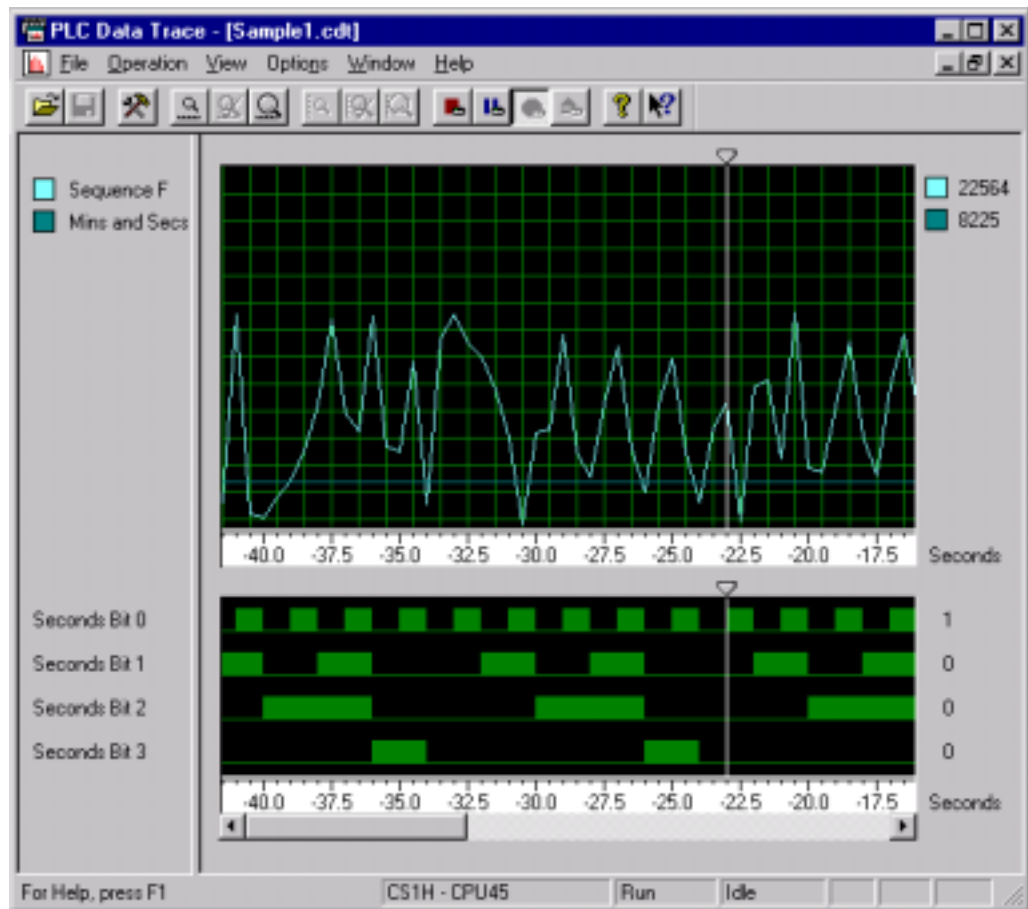 PLC Data Trace - [Sample1.cdt]
File Operation View Options Window Help
Sequence F
Mins and Secs
22564
8225
-40.0 -37.5 -35.0 -32.5 -30.0 -27.5 -25.0 -22.5 -20.0 -17.5 Seconds
Seconds Bit 0 1
Seconds Bit 1 0
Seconds Bit 2 0
Seconds Bit 3 0
-40.0 -37.5 -35.0 -32.5 -30.0 -27.5 -25.0 -22.5 -20.0 -17.5 Seconds
For Help, press F1 CS1H - CPU45 Run Idle